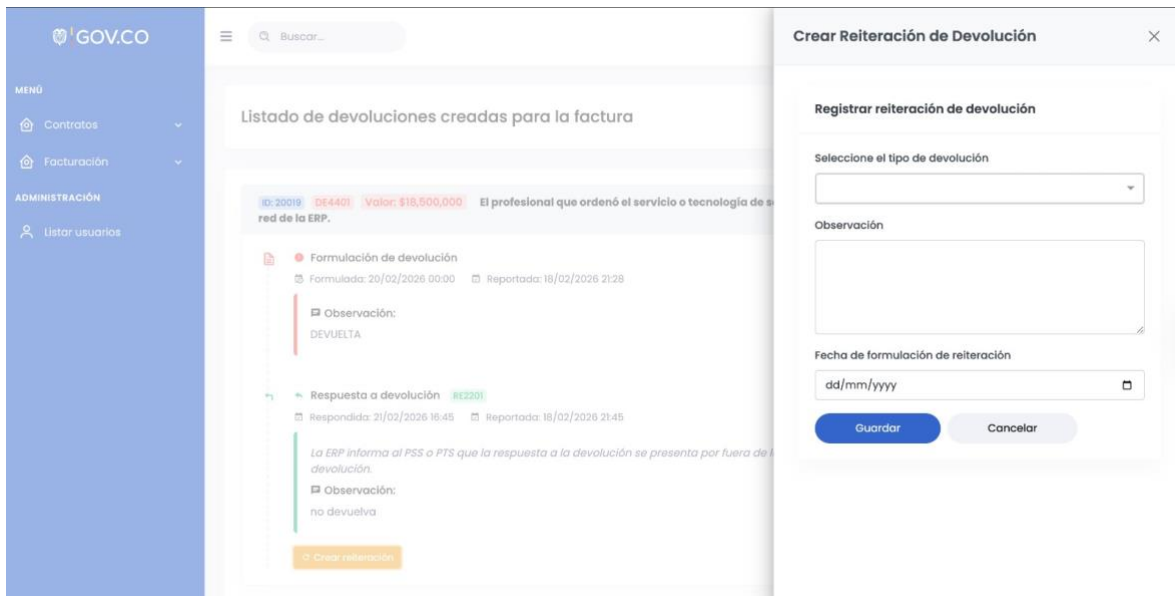 GOV.CO
Buscar...
Crear Reiteración de Devolución
MENÚ
Contratos
Facturación
ADMINISTRACIÓN
Listar usuarios
Listado de devoluciones creadas para la factura
ID: 20019 DE4401 Valor: $18,500,000 El profesional que ordenó el servicio o tecnología de
red de la ERP.
Formulación de devolución
Formulada: 20/02/2026 00:00 Reportada: 18/02/2026 21:28
Observación:
DEVUELTA
Respuesta a devolución RE2201
Respondida: 21/02/2026 16:45 Reportada: 18/02/2026 21:45
La ERP informa al PSS o PTS que la respuesta a la devolución se presenta por fuera de
devolución.
Observación:
no devuelva
Crear reiteración
Registrar reiteración de devolución
Seleccione el tipo de devolución
Observación
Fecha de formulación de reiteración
dd/mm/yyyy
Guardar Cancelar